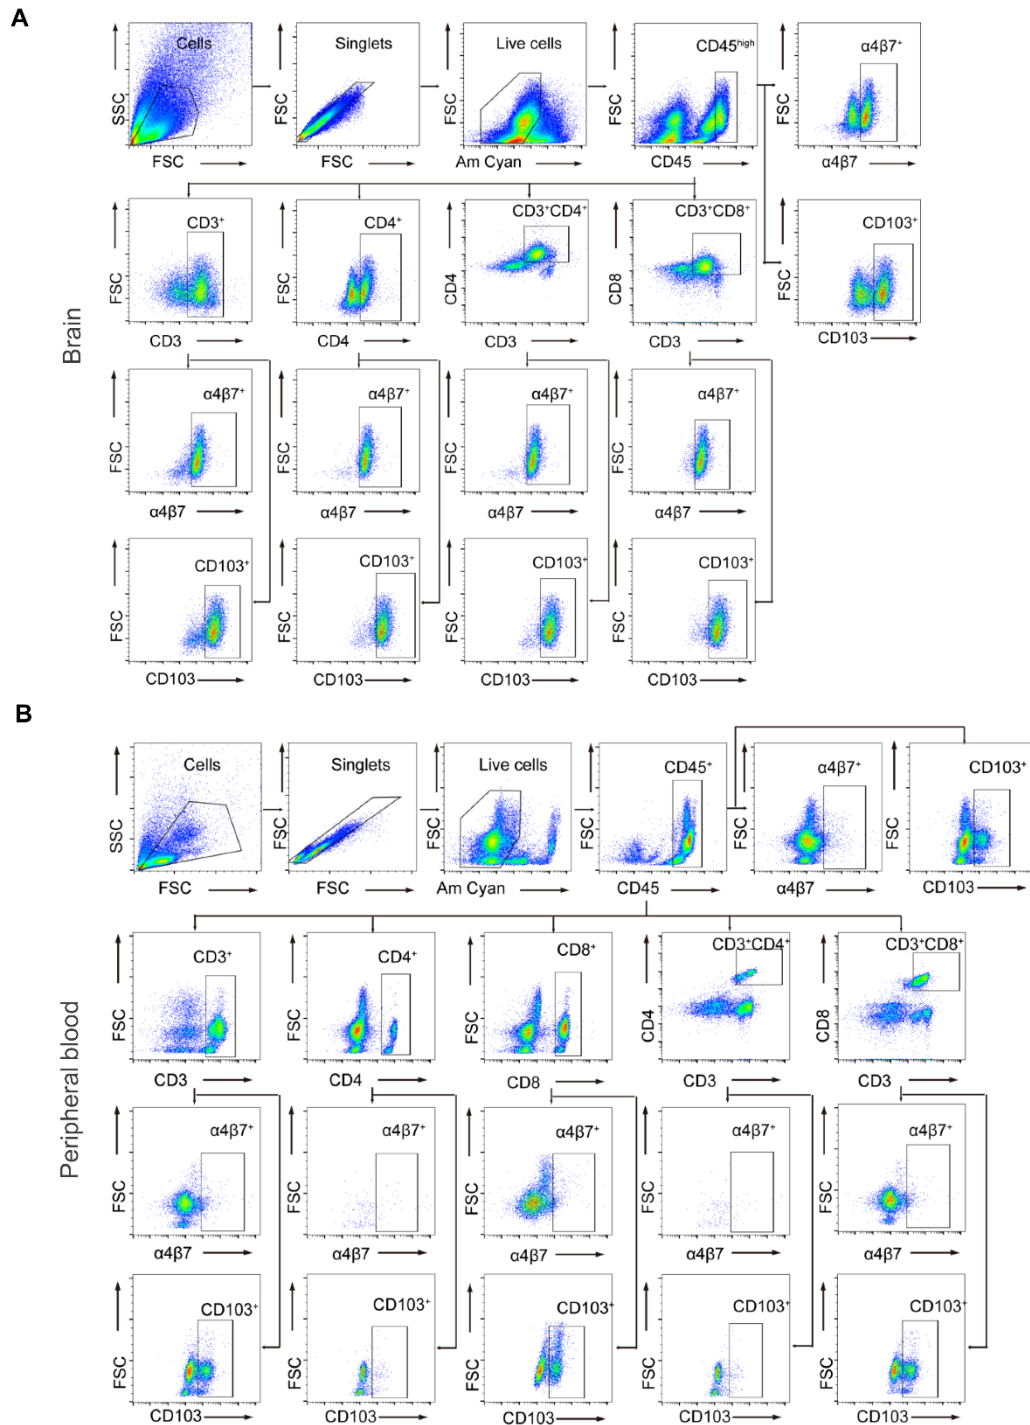 A
Cells
Singlets
Live cells
CD45high
α4β7+
SSC
FSC
FSC
FSC
FSC
FSC
FSC
Am Cyan
CD45
α4β7
Brain
CD3+
CD4+
CD3+CD4+
CD3+CD8+
CD103+
FSC
FSC
CD4
CD8
FSC
CD3
CD4
CD3
CD3
CD103
α4β7+
α4β7+
α4β7+
α4β7+
FSC
FSC
FSC
FSC
α4β7
α4β7
α4β7
α4β7
CD103+
CD103+
CD103+
CD103+
FSC
FSC
FSC
FSC
CD103
CD103
CD103
CD103
B
Cells
Singlets
Live cells
CD45+
α4β7+
CD103+
SSC
FSC
FSC
FSC
FSC
FSC
FSC
FSC
Am Cyan
CD45
α4β7
CD103
Peripheral blood
CD3+
CD4+
CD8+
CD3+CD4+
CD3+CD8+
FSC
FSC
FSC
CD4
CD8
CD3
CD4
CD8
CD3
CD3
α4β7+
α4β7+
α4β7+
α4β7+
α4β7+
FSC
FSC
FSC
FSC
FSC
α4β7
α4β7
α4β7
α4β7
α4β7
CD103+
CD103+
CD103+
CD103+
CD103+
FSC
FSC
FSC
FSC
FSC
CD103
CD103
CD103
CD103
CD103